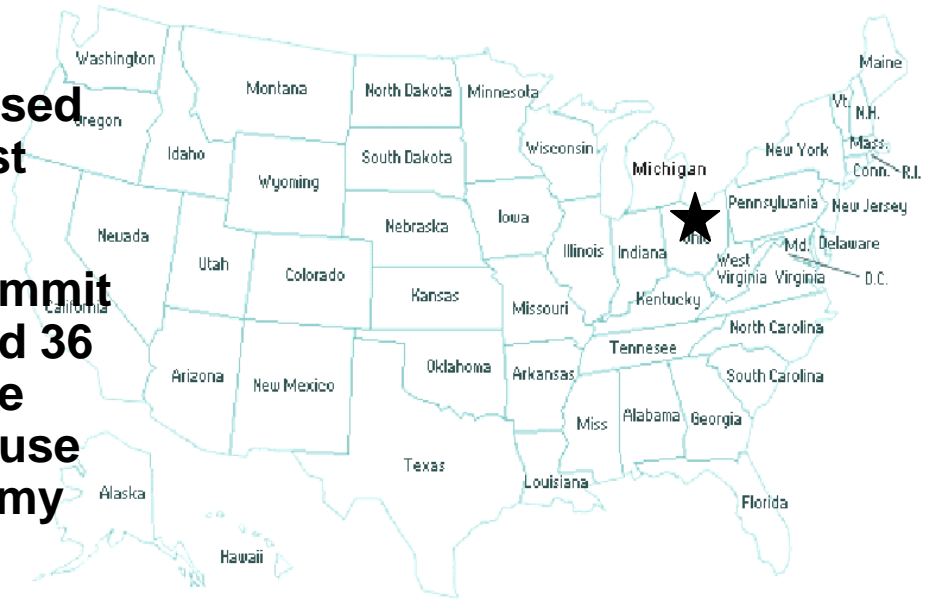 sed
st
mmit
d 36
e
use
my
Washington
Oregon
California
Idaho
Nevada
Montana
Wyoming
Utah
Arizona
Colorado
New Mexico
North Dakota
South Dakota
Nebraska
Kansas
Oklahoma
Texas
Minnesota
Iowa
Missouri
Arkansas
Louisiana
Wisconsin
Illinois
Michigan
Indiana
Ohio
Kentucky
Tennesee
Miss
Alabama
Georgia
Florida
South Carolina
North Carolina
West
Virginia Virginia
D.C.
Md. Delaware
Pennsylvania
New Jersey
New York
Conn.
R.I.
Mass.
Vt.
N.H.
Maine
Alaska
Hawaii